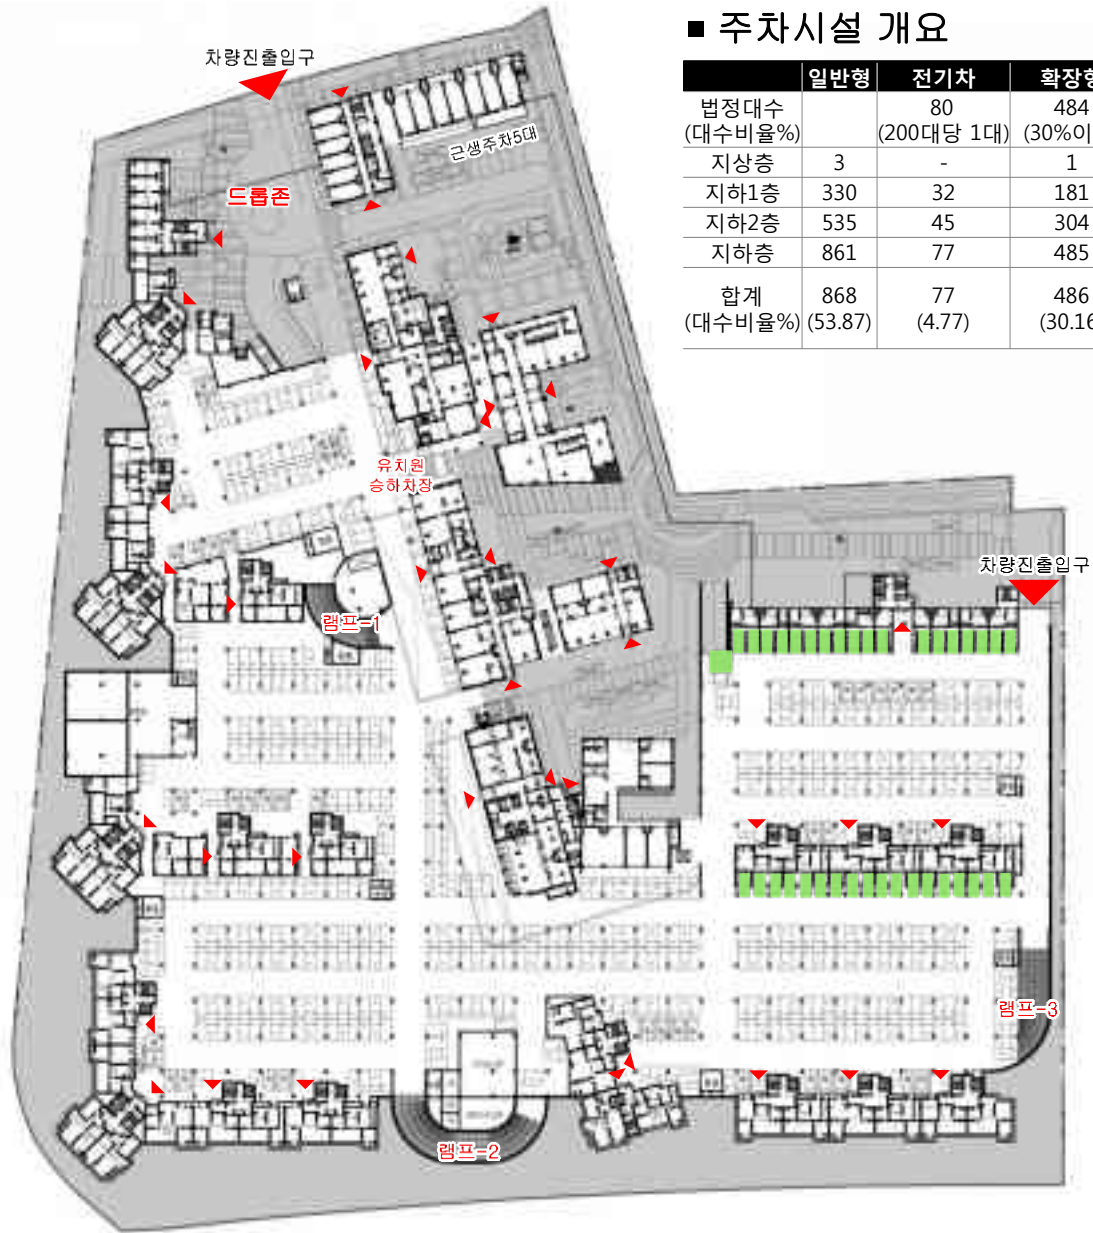 ■ 주차시설 개요
일반형 전기차 확장형
법정대수 80 484
(대수비율%) (200대당 1대) (30%이
지상층 3 - 1
지하1층 330 32 181
지하2층 535 45 304
지하층 861 77 485
합계 868 77 486
(대수비율%) (53.87) (4.77) (30.16
차량진출입구
근생주차5대
드롭존
유치원
승하차장
차량진출입구
램프-1
램프-3
램프-2